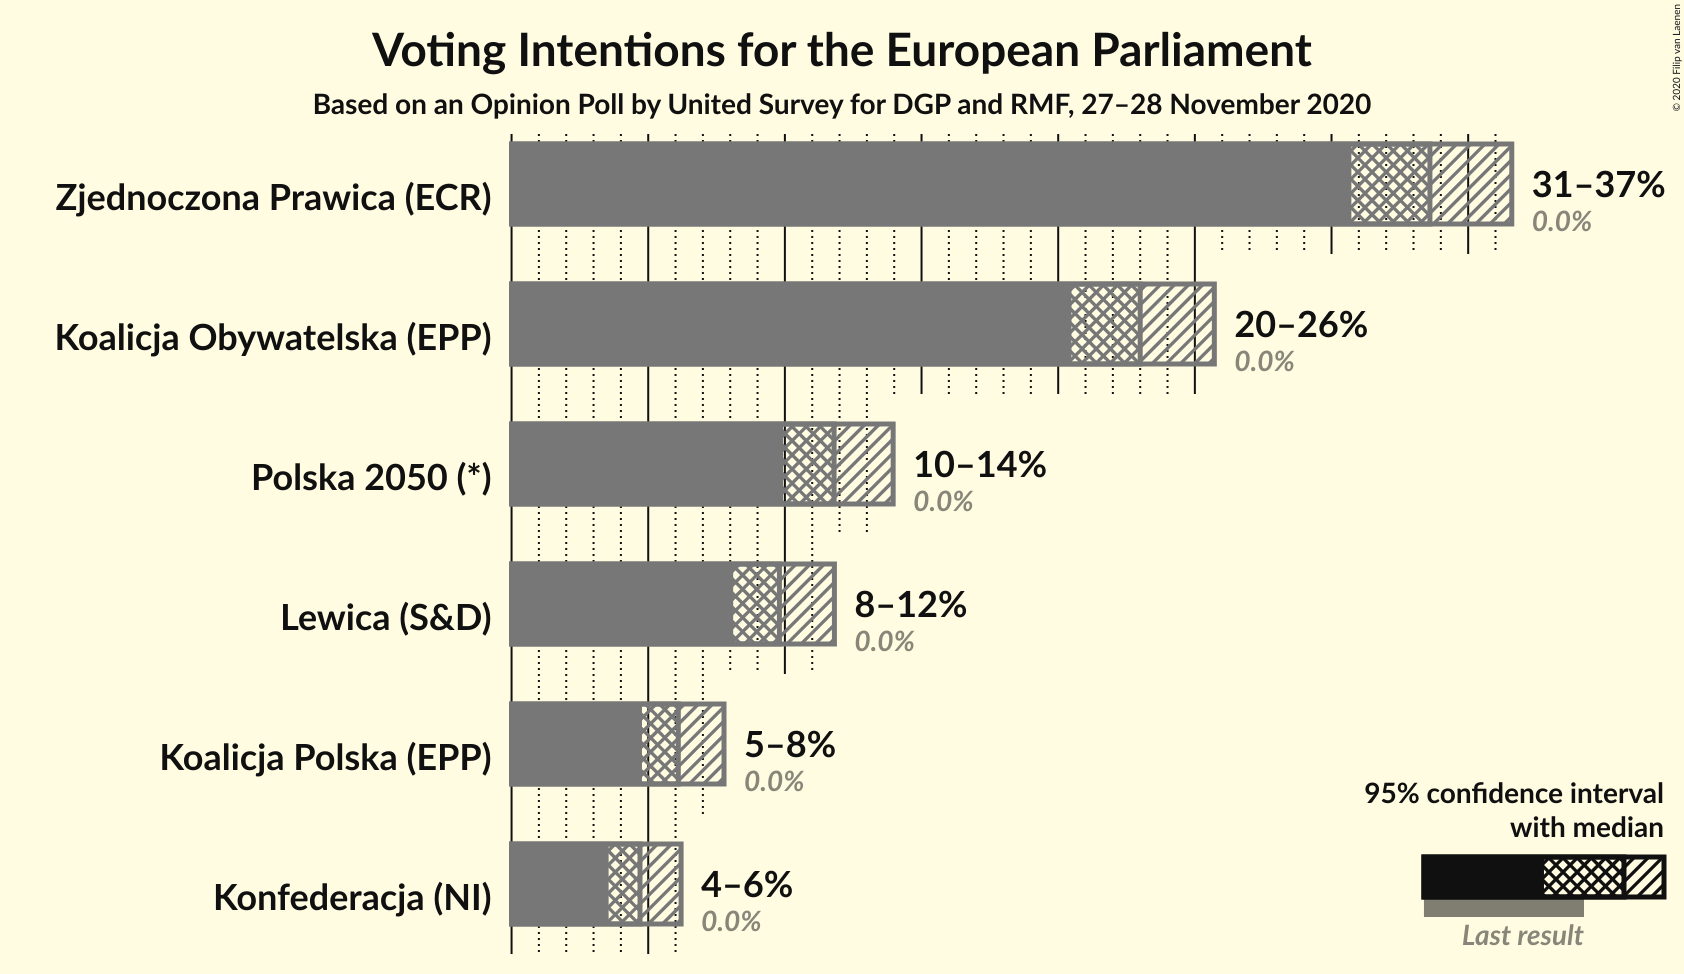 Voting Intentions for the European Parliament
Based on an Opinion Poll by United Survey for DGP and RMF, 27–28 November 2020
© 2020 Filip van Laenen
Zjednoczona Prawica (ECR)
31–37%
0.0%
Koalicja Obywatelska (EPP)
20–26%
0.0%
Polska 2050 (*)
10–14%
0.0%
Lewica (S&D)
8–12%
0.0%
Koalicja Polska (EPP)
5–8%
0.0%
Konfederacja (NI)
4–6%
0.0%
95% confidence interval
with median
Last result